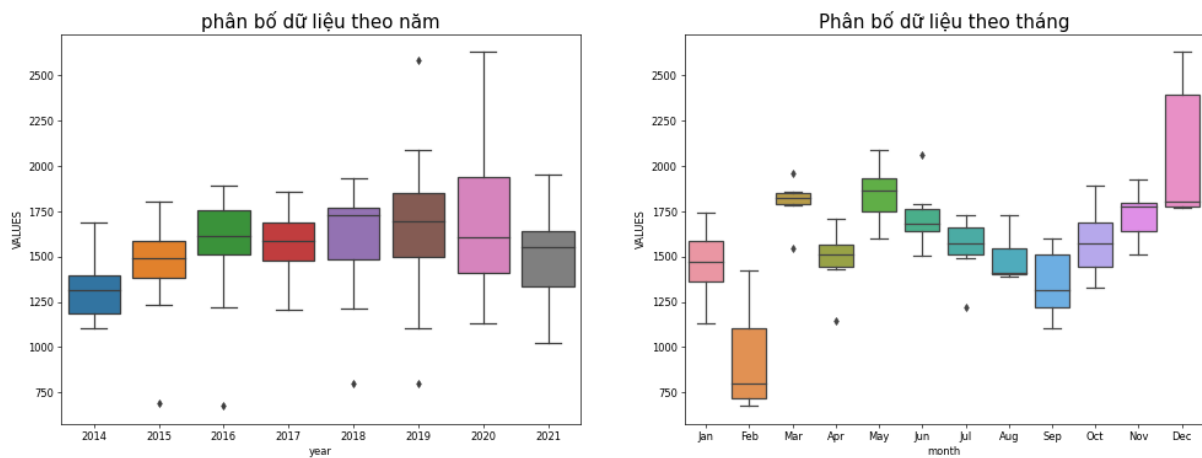 phân bố dữ liệu theo năm
VALUES
2500
2250
2000
1750
1500
1250
1000
750
2014 2015 2016 2017 2018 2019 2020 2021
year
Phân bố dữ liệu theo tháng
VALUES
2500
2250
2000
1750
1500
1250
1000
750
Jan Feb Mar Apr May Jun Jul Aug Sep Oct Nov Dec
month